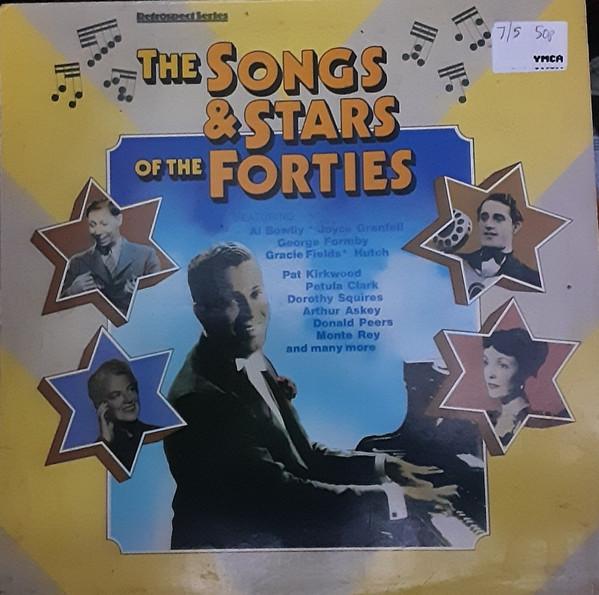 Retrospect Series
7/5 50p
YMCA
THE SONGS
& STARS
OF THE FORTIES
FEATURING
Al Bowlly * Joyce Grenfell
George Formby
Gracie Fields * Hutch
Pat Kirkwood
Petula Clark
Dorothy Squires
Arthur Askey
Donald Peers
Monte Rey
and many more